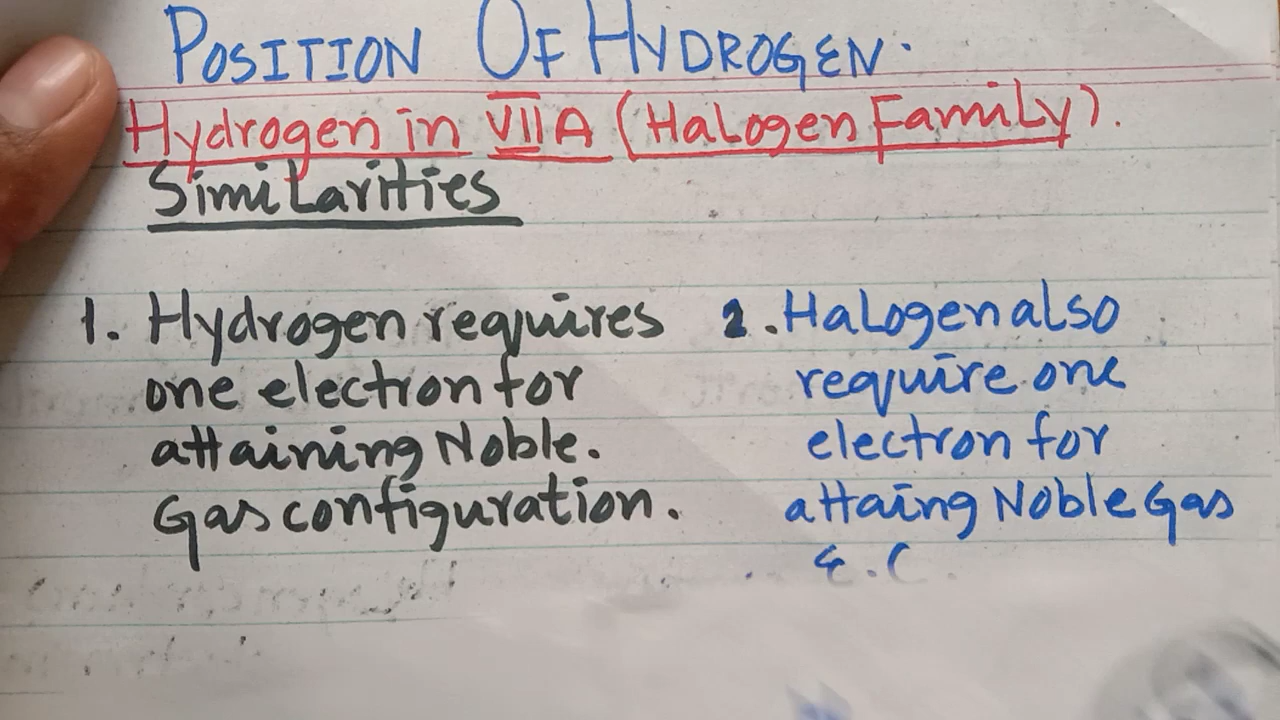 POSITION OF HYDROGEN.
Hydrogen in VIIA (Halogen Family).
Similarities
1. Hydrogen requires
one electron for
attaining Noble.
Gas configuration.
2. Halogen also
require one
electron for
attaing Noble Gas
E.C.